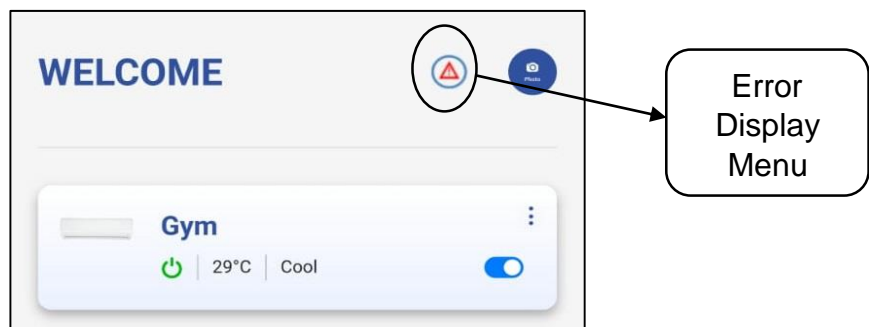 WELCOME
Photo
Error
Display
Menu
Gym
29°C Cool